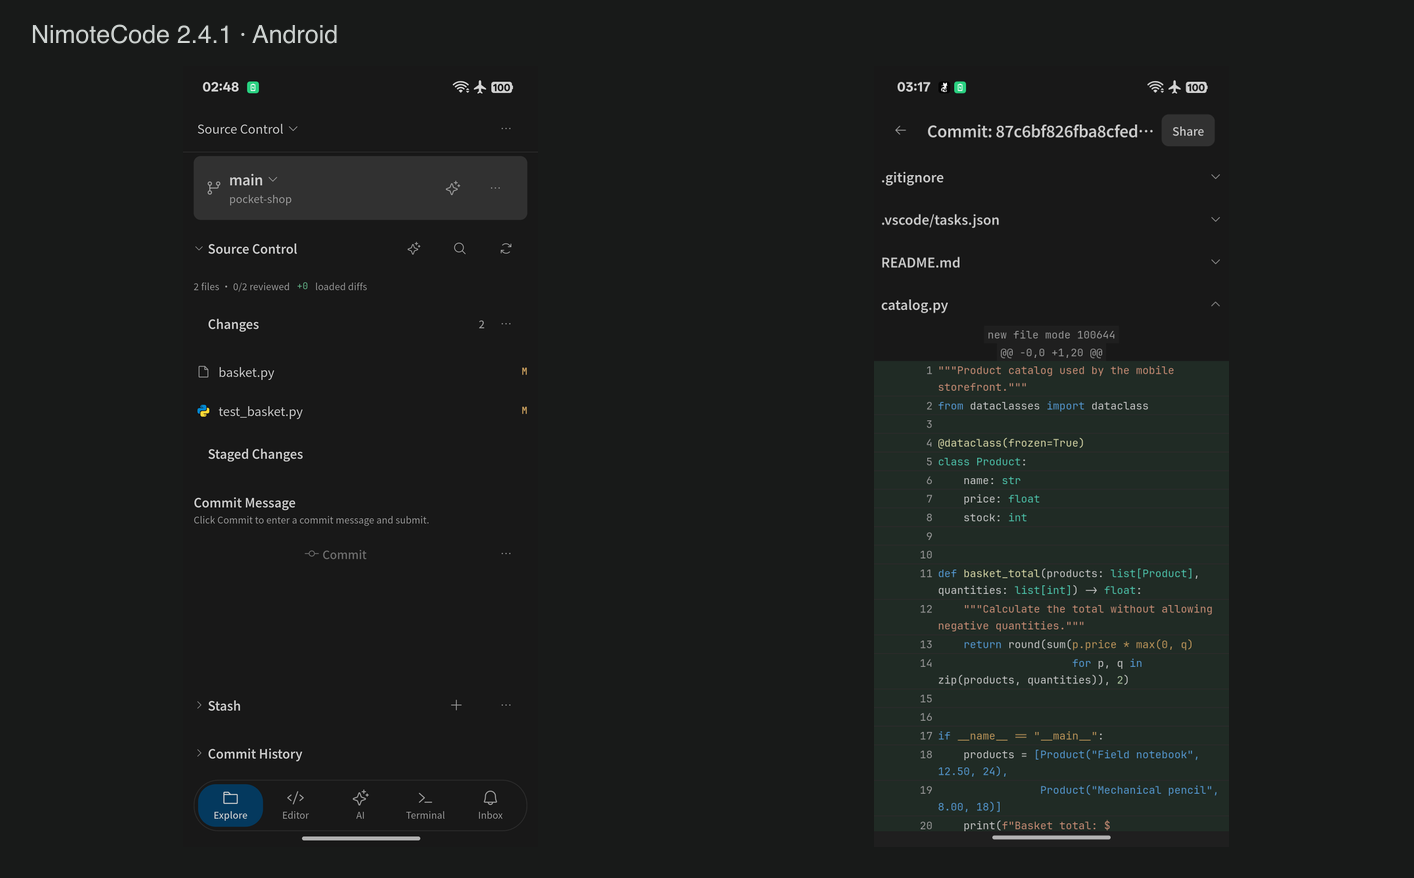 NimoteCode 2.4.1 · Android
02:48
100
Source Control
main
pocket-shop
Source Control
2 files • 0/2 reviewed +0 loaded diffs
Changes 2
basket.py M
test_basket.py M
Staged Changes
Commit Message
Click Commit to enter a commit message and submit.
Commit
Stash
Commit History
Explore
Editor
AI
Terminal
Inbox
03:17
100
Commit: 87c6bf826fba8cfed···
Share
.gitignore
.vscode/tasks.json
README.md
catalog.py
new file mode 100644
@@ -0,0 +1,20 @@
1 """Product catalog used by the mobile
storefront."""
2 from dataclasses import dataclass
3
4 @dataclass(frozen=True)
5 class Product:
6     name: str
7     price: float
8     stock: int
9
10
11 def basket_total(products: list[Product],
quantities: list[int]) -> float:
12     """Calculate the total without allowing
negative quantities."""
13     return round(sum(p.price * max(0, q)
14                      for p, q in
zip(products, quantities)), 2)
15
16
17 if __name__ == "__main__":
18     products = [Product("Field notebook",
12.50, 24),
19                 Product("Mechanical pencil",
8.00, 18)]
20     print(f"Basket total: $